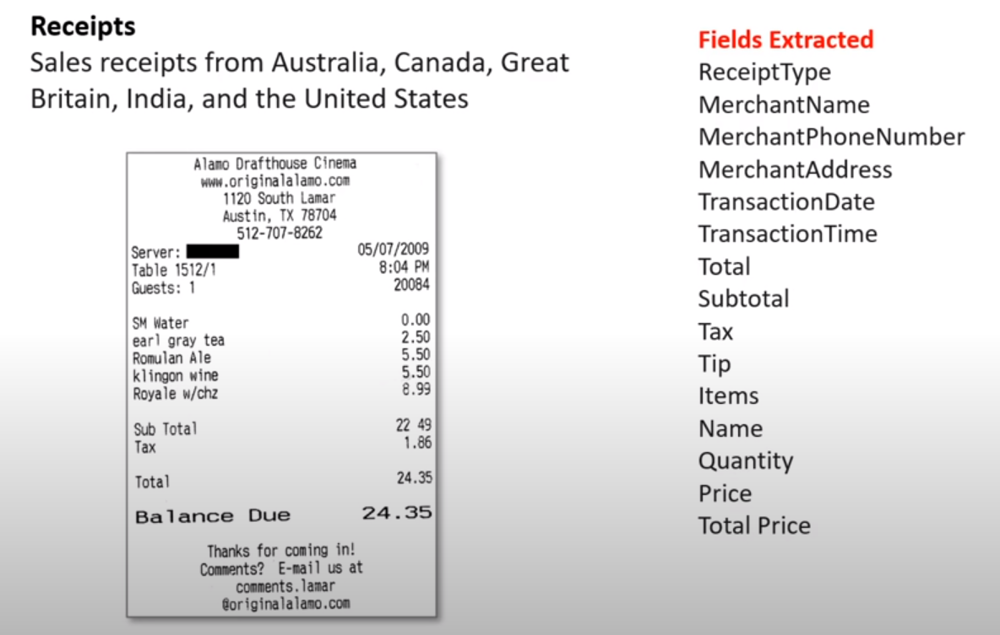 Receipts
Sales receipts from Australia, Canada, Great
Britain, India, and the United States
Alamo Drafthouse Cinema
www.originalalamo.com
1120 South Lamar
Austin, TX 78704
512-707-8262
Server: 05/07/2009
Table 1512/1 8:04 PM
Guests: 1 20084
SM Water 0.00
earl gray tea 2.50
Romulan Ale 5.50
klingon wine 5.50
Royale w/chz 8.99
Sub Total 22 49
Tax 1.86
Total 24.35
Balance Due 24.35
Thanks for coming in!
Comments? E-mail us at
comments.lamar
@originalalamo.com
Fields Extracted
ReceiptType
MerchantName
MerchantPhoneNumber
MerchantAddress
TransactionDate
TransactionTime
Total
Subtotal
Tax
Tip
Items
Name
Quantity
Price
Total Price